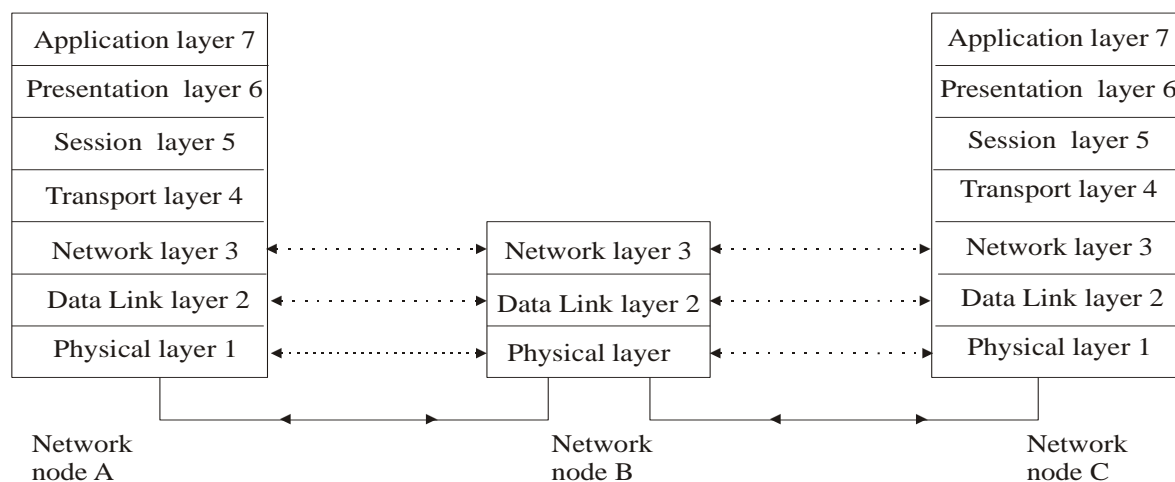 Application layer 7
Presentation layer 6
Session layer 5
Transport layer 4
Network layer 3
Data Link layer 2
Physical layer 1
Network
node A
Network layer 3
Data Link layer 2
Physical layer
Network
node B
Application layer 7
Presentation layer 6
Session layer 5
Transport layer 4
Network layer 3
Data Link layer 2
Physical layer 1
Network
node C